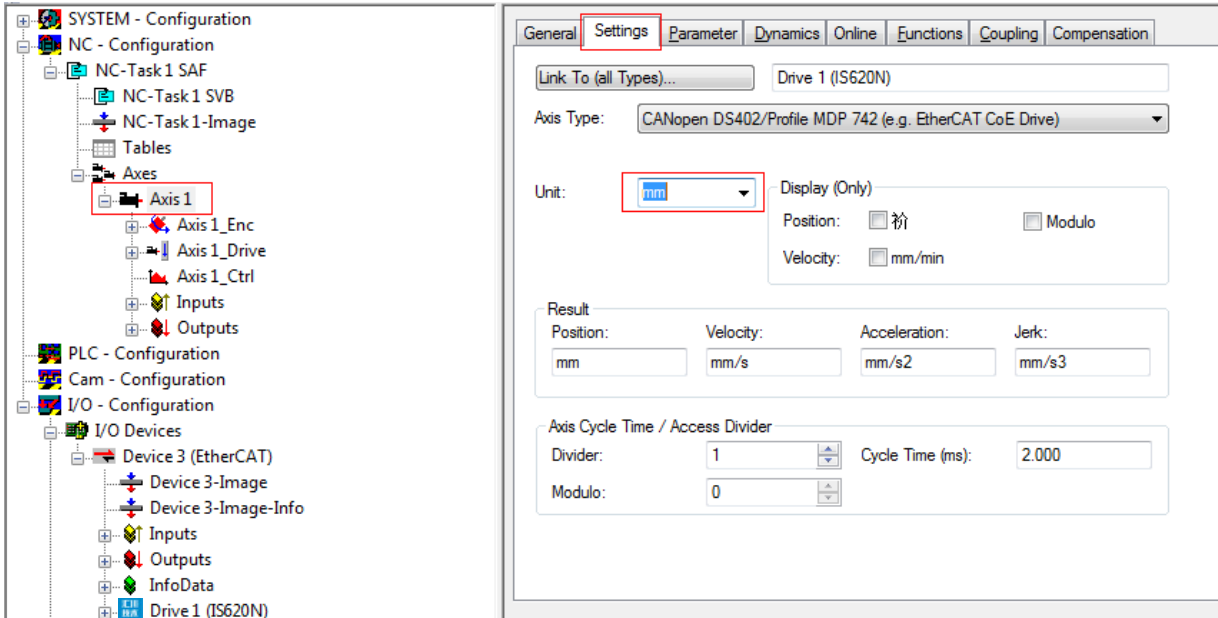 SYSTEM - Configuration
NC - Configuration
NC-Task 1 SAF
NC-Task 1 SVB
NC-Task 1-Image
Tables
Axes
Axis 1
Axis 1_Enc
Axis 1_Drive
Axis 1_Ctrl
Inputs
Outputs
PLC - Configuration
Cam - Configuration
I/O - Configuration
I/O Devices
Device 3 (EtherCAT)
Device 3-Image
Device 3-Image-Info
Inputs
Outputs
InfoData
Drive 1 (IS620N)
General Settings Parameter Dynamics Online Functions Coupling Compensation
Link To (all Types)... Drive 1 (IS620N)
Axis Type: CANopen DS402/Profile MDP 742 (e.g. EtherCAT CoE Drive)
Unit: mm
Display (Only)
Position: 祄 Modulo
Velocity: mm/min
Result
Position: Velocity: Acceleration: Jerk:
mm mm/s mm/s2 mm/s3
Axis Cycle Time / Access Divider
Divider: 1 Cycle Time (ms): 2.000
Modulo: 0